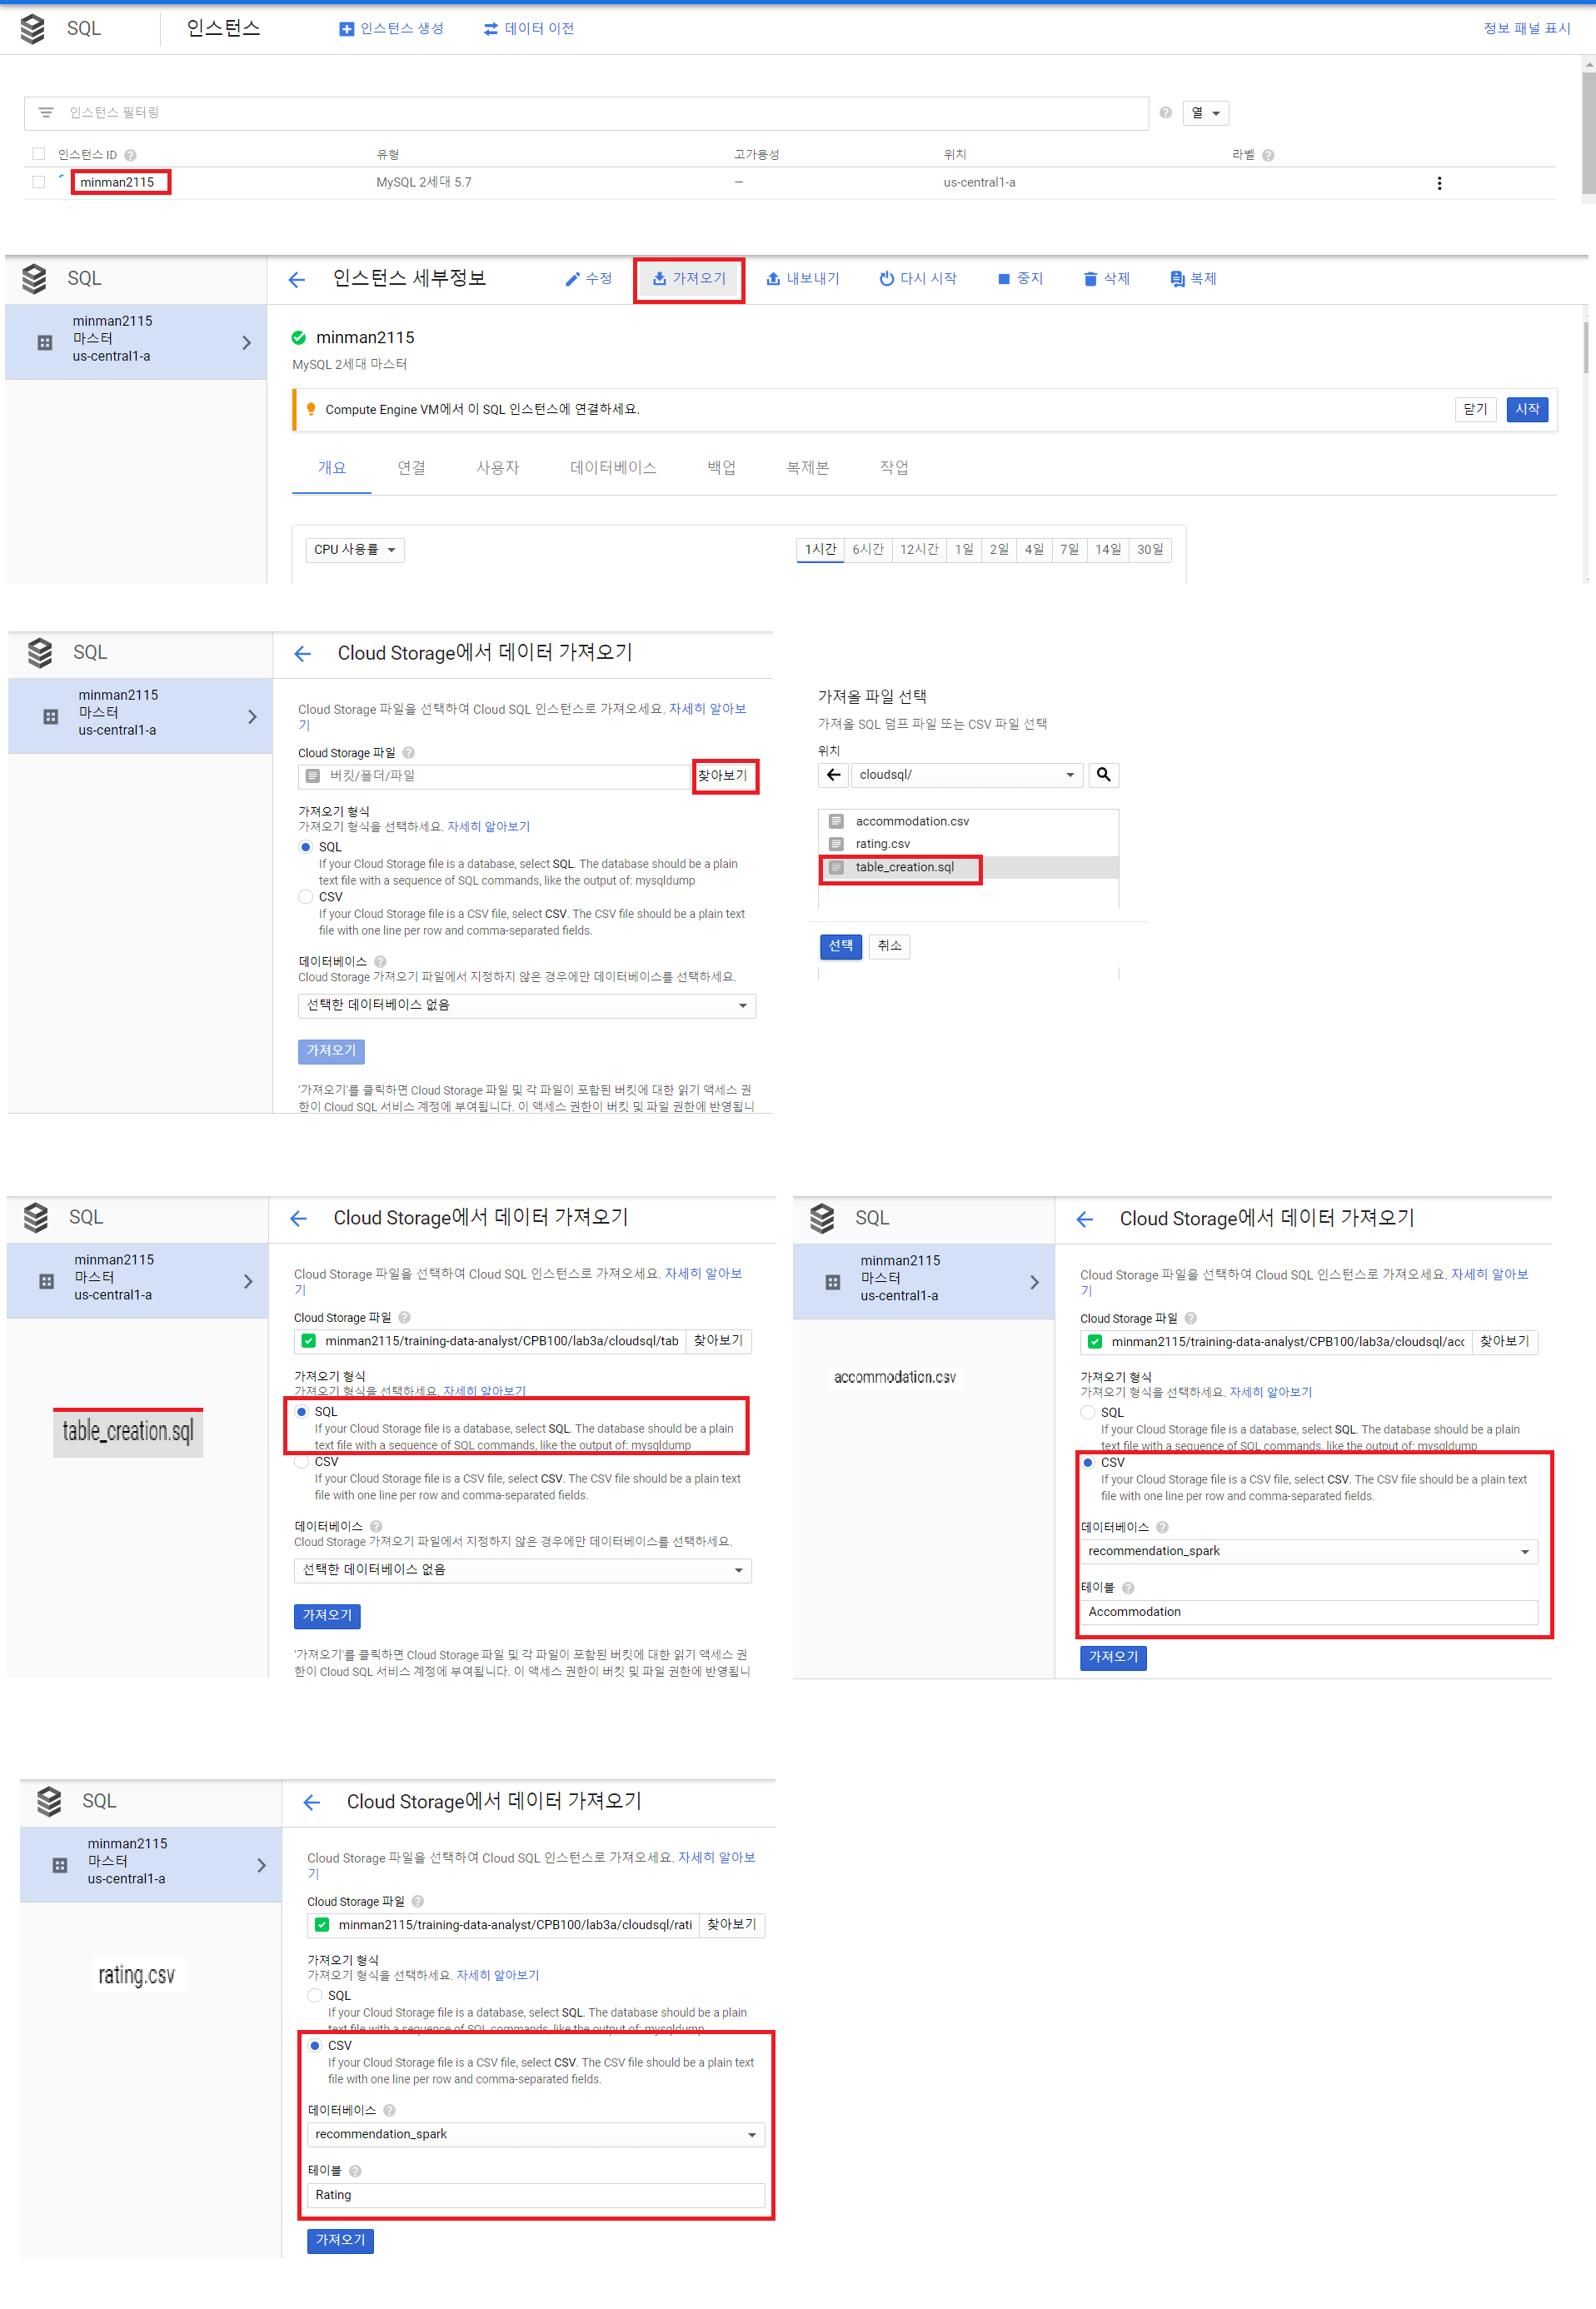 SQL
인스턴스
인스턴스 생성
데이터 이전
정보 패널 표시
인스턴스 필터링
열
인스턴스 ID
유형
고가용성
위치
라벨
minman2115
MySQL 2세대 5.7
—
us-central1-a
SQL
인스턴스 세부정보
수정
가져오기
내보내기
다시 시작
중지
삭제
복제
minman2115
마스터
us-central1-a
minman2115
MySQL 2세대 마스터
Compute Engine VM에서 이 SQL 인스턴스에 연결하세요.
닫기
시작
개요
연결
사용자
데이터베이스
백업
복제본
작업
CPU 사용률
1시간
6시간
12시간
1일
2일
4일
7일
14일
30일
SQL
Cloud Storage에서 데이터 가져오기
minman2115
마스터
us-central1-a
Cloud Storage 파일을 선택하여 Cloud SQL 인스턴스로 가져오세요. 자세히 알아보
기
Cloud Storage 파일
버킷/폴더/파일
찾아보기
가져오기 형식
가져오기 형식을 선택하세요. 자세히 알아보기
SQL
If your Cloud Storage file is a database, select SQL. The database should be a plain
text file with a sequence of SQL commands, like the output of: mysqldump
CSV
If your Cloud Storage file is a CSV file, select CSV. The CSV file should be a plain text
file with one line per row and comma-separated fields.
데이터베이스
Cloud Storage 가져오기 파일에서 지정하지 않은 경우에만 데이터베이스를 선택하세요.
선택한 데이터베이스 없음
가져오기
'가져오기'를 클릭하면 Cloud Storage 파일 및 각 파일이 포함된 버킷에 대한 읽기 액세스 권
한이 Cloud SQL 서비스 계정에 부여됩니다. 이 액세스 권한이 버킷 및 파일 권한에 반영됩니
가져올 파일 선택
가져올 SQL 덤프 파일 또는 CSV 파일 선택
위치
cloudsql/
accommodation.csv
rating.csv
table_creation.sql
선택
취소
SQL
Cloud Storage에서 데이터 가져오기
minman2115
마스터
us-central1-a
table_creation.sql
Cloud Storage 파일을 선택하여 Cloud SQL 인스턴스로 가져오세요. 자세히 알아보
기
Cloud Storage 파일
minman2115/training-data-analyst/CPB100/lab3a/cloudsql/tab
찾아보기
가져오기 형식
가져오기 형식을 선택하세요. 자세히 알아보기
SQL
If your Cloud Storage file is a database, select SQL. The database should be a plain
text file with a sequence of SQL commands, like the output of: mysqldump
CSV
If your Cloud Storage file is a CSV file, select CSV. The CSV file should be a plain text
file with one line per row and comma-separated fields.
데이터베이스
Cloud Storage 가져오기 파일에서 지정하지 않은 경우에만 데이터베이스를 선택하세요.
선택한 데이터베이스 없음
가져오기
'가져오기'를 클릭하면 Cloud Storage 파일 및 각 파일이 포함된 버킷에 대한 읽기 액세스 권
한이 Cloud SQL 서비스 계정에 부여됩니다. 이 액세스 권한이 버킷 및 파일 권한에 반영됩니
SQL
Cloud Storage에서 데이터 가져오기
minman2115
마스터
us-central1-a
accommodation.csv
Cloud Storage 파일을 선택하여 Cloud SQL 인스턴스로 가져오세요. 자세히 알아보
기
Cloud Storage 파일
minman2115/training-data-analyst/CPB100/lab3a/cloudsql/acc
찾아보기
가져오기 형식
가져오기 형식을 선택하세요. 자세히 알아보기
SQL
If your Cloud Storage file is a database, select SQL. The database should be a plain
text file with a sequence of SQL commands, like the output of: mysqldump
CSV
If your Cloud Storage file is a CSV file, select CSV. The CSV file should be a plain text
file with one line per row and comma-separated fields.
데이터베이스
recommendation_spark
테이블
Accommodation
가져오기
SQL
Cloud Storage에서 데이터 가져오기
minman2115
마스터
us-central1-a
rating.csv
Cloud Storage 파일을 선택하여 Cloud SQL 인스턴스로 가져오세요. 자세히 알아보
기
Cloud Storage 파일
minman2115/training-data-analyst/CPB100/lab3a/cloudsql/rati
찾아보기
가져오기 형식
가져오기 형식을 선택하세요. 자세히 알아보기
SQL
If your Cloud Storage file is a database, select SQL. The database should be a plain
text file with a sequence of SQL commands, like the output of: mysqldump
CSV
If your Cloud Storage file is a CSV file, select CSV. The CSV file should be a plain text
file with one line per row and comma-separated fields.
데이터베이스
recommendation_spark
테이블
Rating
가져오기